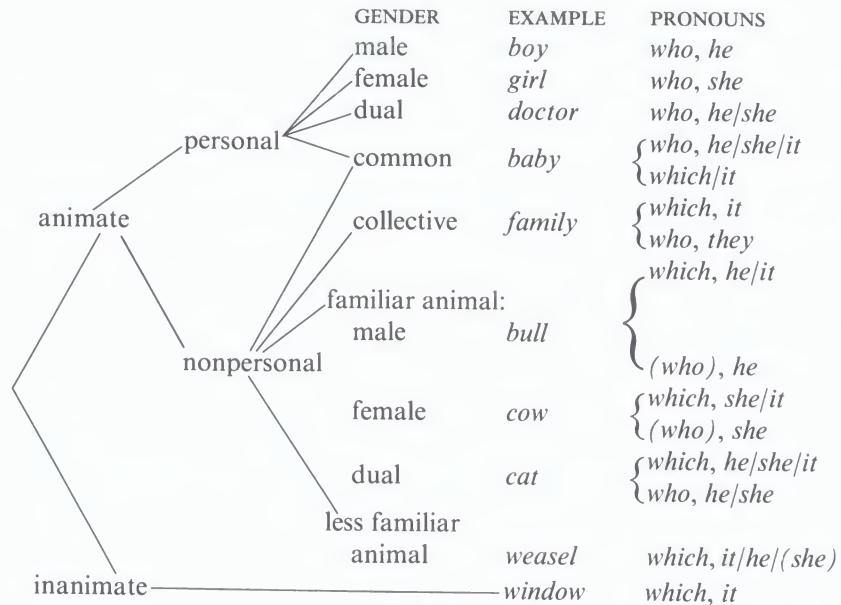 GENDER EXAMPLE PRONOUNS
male boy who, he
female girl who, she
dual doctor who, he/she
personal
common baby who, he/she/it
which/it
animate
collective family which, it
who, they
which, he/it
familiar animal:
male bull
nonpersonal
(who), he
female cow which, she/it
(who), she
dual cat which, he/she/it
who, he/she
less familiar
animal weasel which, it/he/(she)
inanimate window which, it